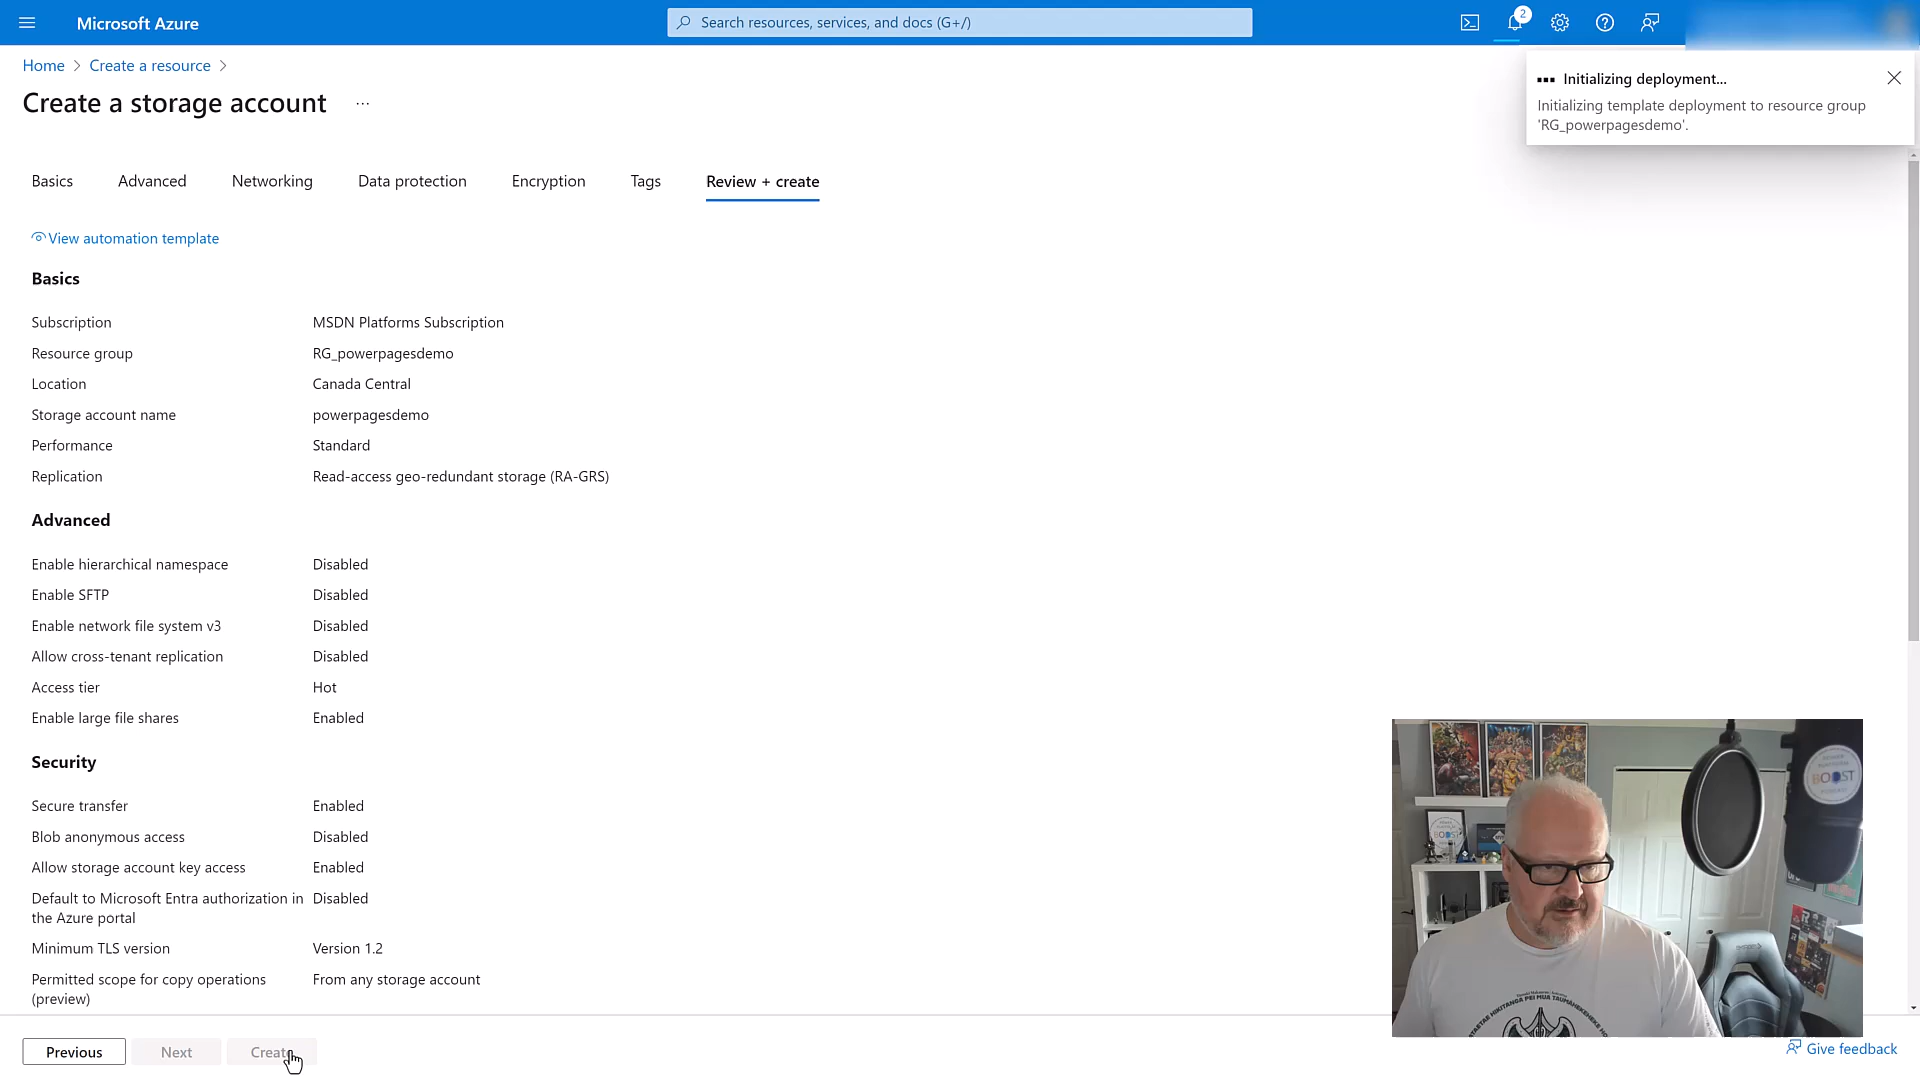 Microsoft Azure
Search resources, services, and docs (G+/)
2
Home > Create a resource >
Create a storage account ...
Initializing deployment...
Initializing template deployment to resource group
'RG_powerpagesdemo'.
Basics Advanced Networking Data protection Encryption Tags Review + create
View automation template
Basics
Subscription MSDN Platforms Subscription
Resource group RG_powerpagesdemo
Location Canada Central
Storage account name powerpagesdemo
Performance Standard
Replication Read-access geo-redundant storage (RA-GRS)
Advanced
Enable hierarchical namespace Disabled
Enable SFTP Disabled
Enable network file system v3 Disabled
Allow cross-tenant replication Disabled
Access tier Hot
Enable large file shares Enabled
Security
Secure transfer Enabled
Blob anonymous access Disabled
Allow storage account key access Enabled
Default to Microsoft Entra authorization in Disabled
the Azure portal
Minimum TLS version Version 1.2
Permitted scope for copy operations From any storage account
(preview)
BOOST
Previous Next Create
Give feedback